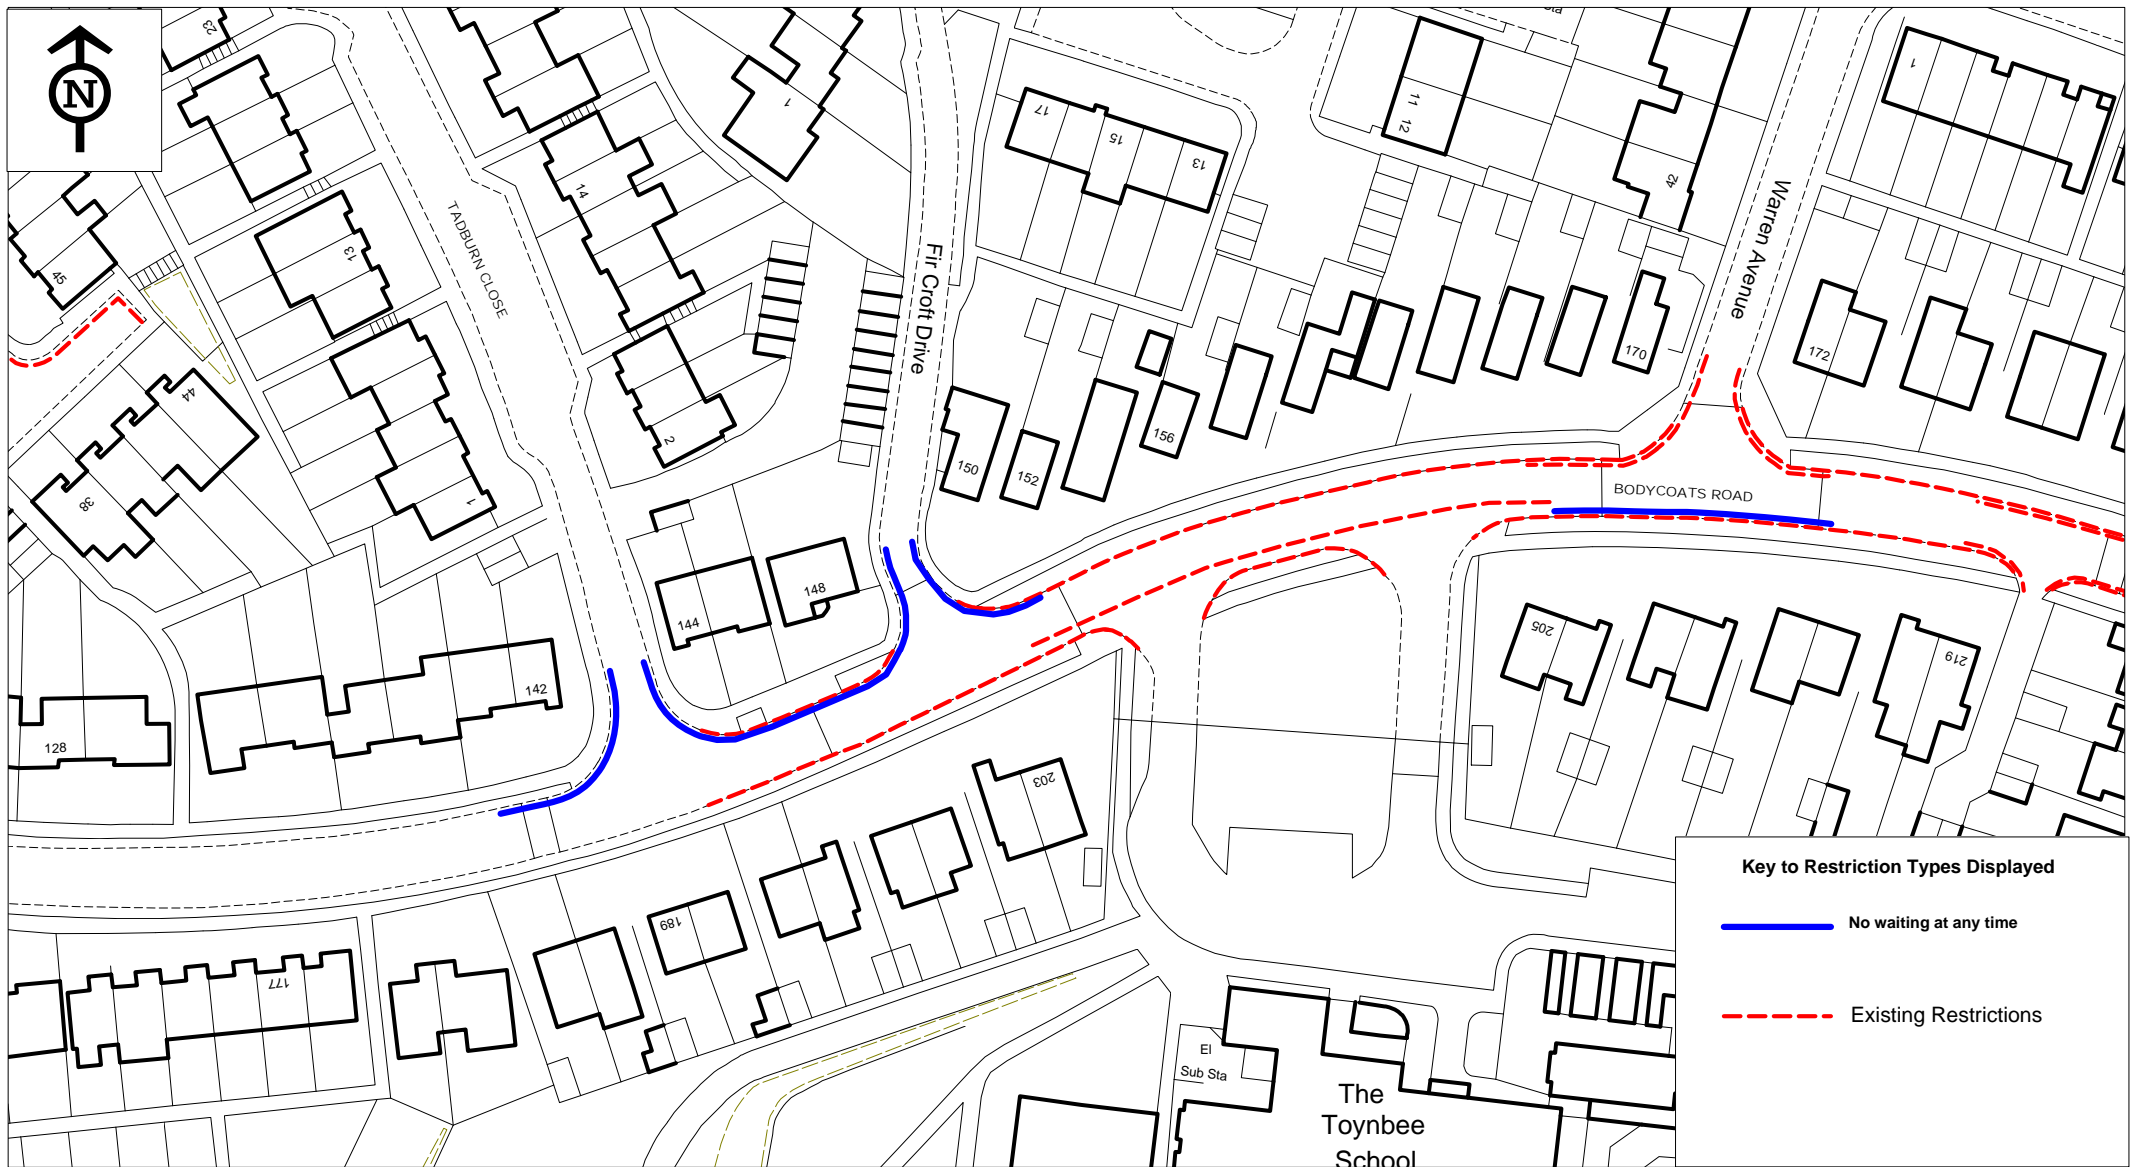 N
23
1
17
15
13
11
12
42
1
Warren Avenue
14
TADBURN CLOSE
13
45
Fir Croft Drive
44
38
1
2
150
152
156
170
172
BODYCOATS ROAD
144
148
142
128
205
219
203
189
177
El
Sub Sta
The
Toynbee
School
Key to Restriction Types Displayed
No waiting at any time
Existing Restrictions